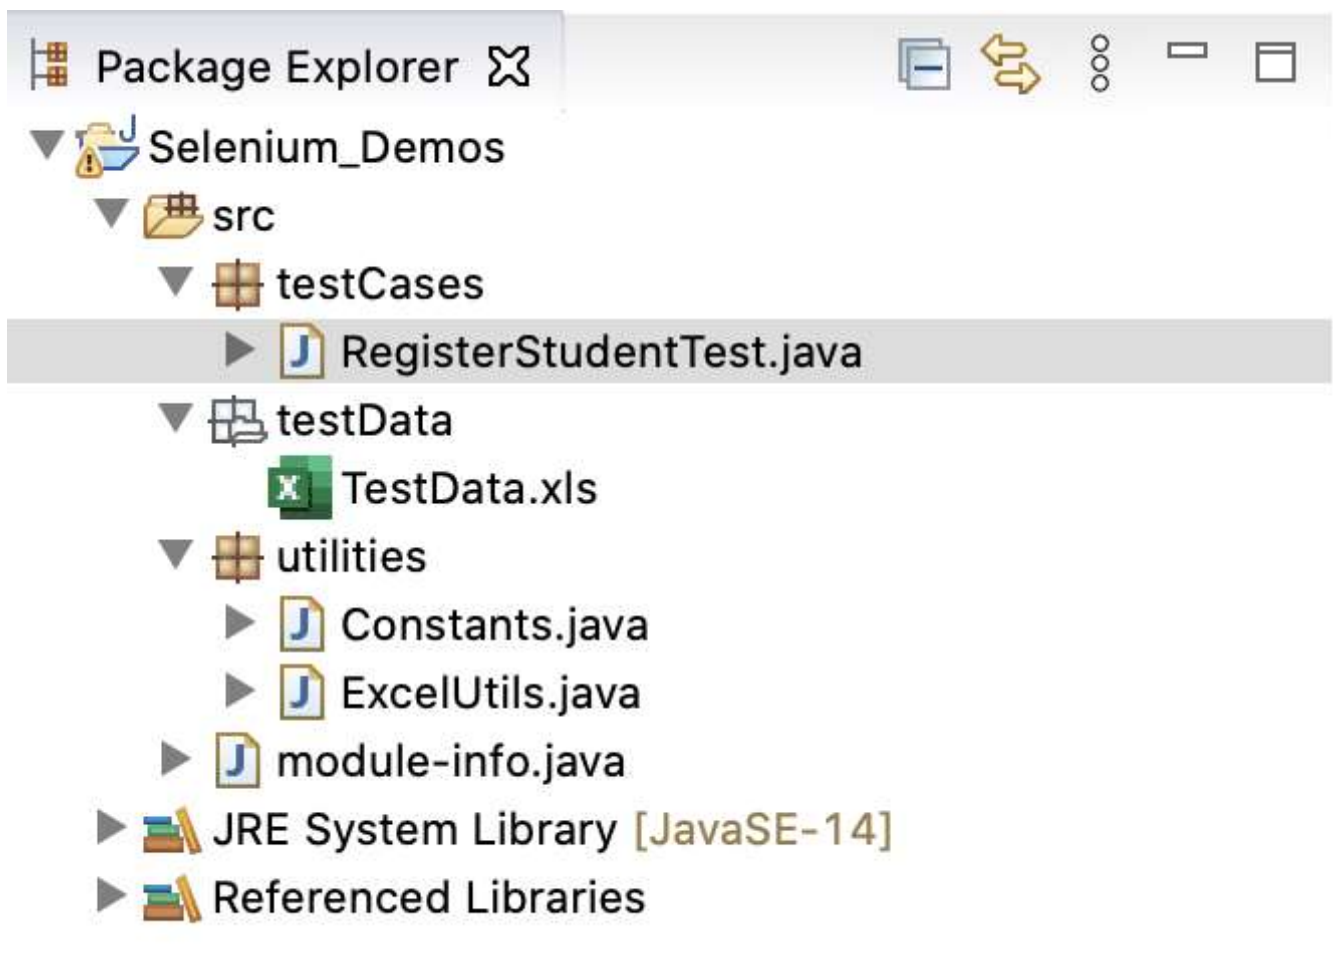 Package Explorer
Selenium_Demos
src
testCases
RegisterStudentTest.java
testData
TestData.xls
utilities
Constants.java
ExcelUtils.java
module-info.java
JRE System Library [JavaSE-14]
Referenced Libraries